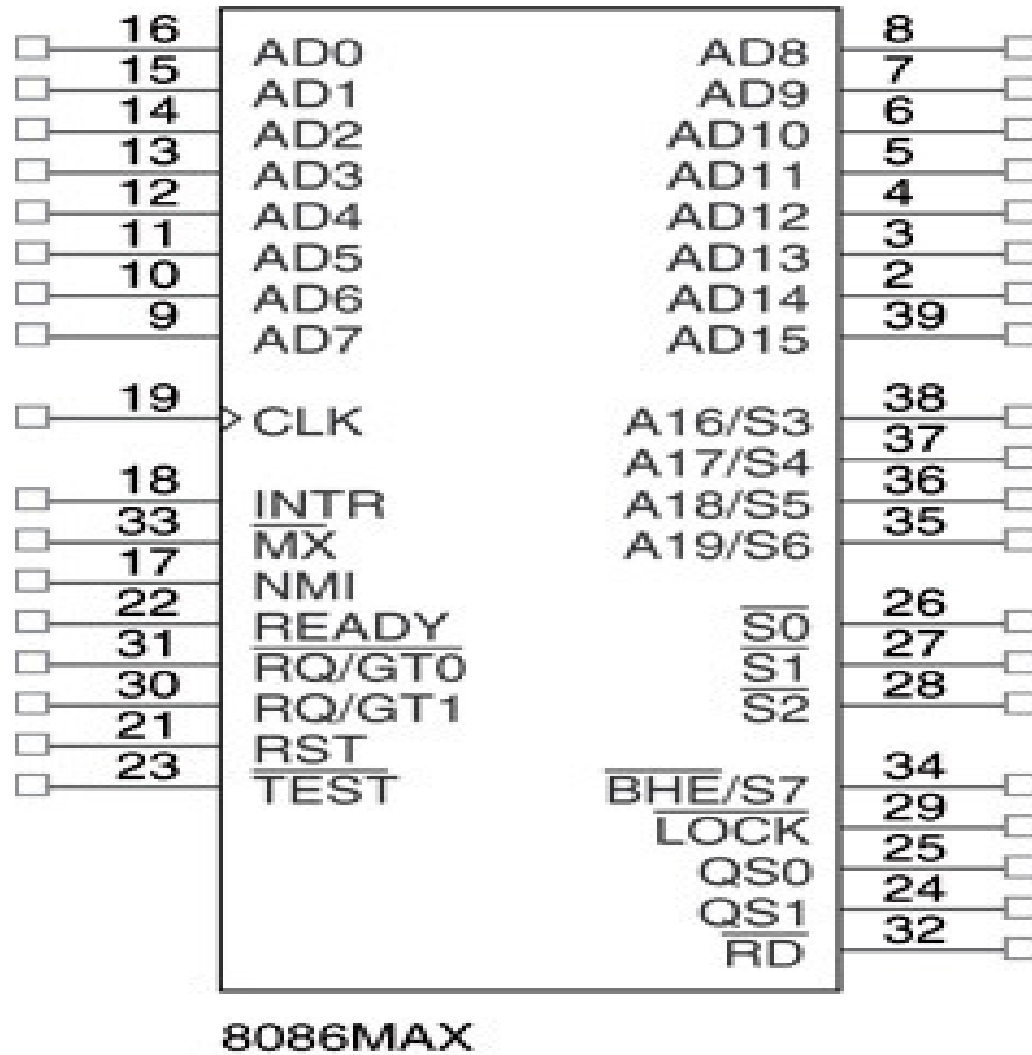 16 AD0 AD8 8
15 AD1 AD9 7
14 AD2 AD10 6
13 AD3 AD11 5
12 AD4 AD12 4
11 AD5 AD13 3
10 AD6 AD14 2
9 AD7 AD15 39
19 CLK A16/S3 38
A17/S4 37
18 INTR A18/S5 36
33 MX A19/S6 35
17 NMI
22 READY S0 26
31 RQ/GT0 S1 27
30 RQ/GT1 S2 28
21 RST
23 TEST BHE/S7 34
LOCK 29
QS0 25
QS1 24
RD 32
8086MAX